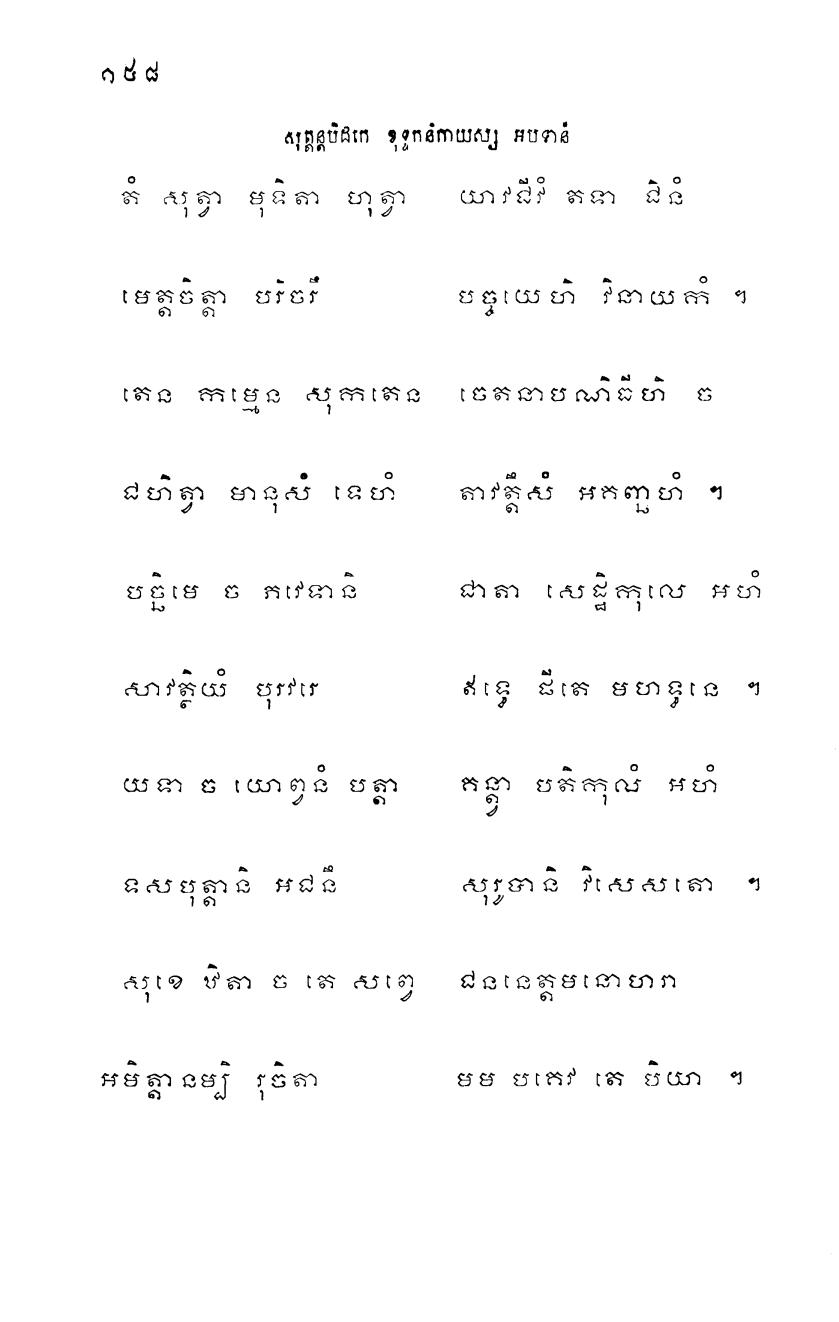 ១៥៨
សុត្តន្តបិដកេ ខុទ្ទកនិកាយស្ស អបទានំ
តំ សុត្វា មុទិតា ហុត្វា យាវជីវំ តទា ជិនំ
មេត្តចិត្តា បរិចរឹ បច្ចយេហិ វិនាយកំ ។
តេន កម្មេន សុកតេន ចេតនាបណិធីហិ ច
ជហិត្វា មានុសំ ទេហំ តាវត្តឹសំ អគញ្ឆហំ ។
បច្ឆិមេ ច ភវេទានិ ជាតា សេដ្ឋិកុលេ អហំ
សាវត្ថិយំ បុរវរេ ឥទ្ធេ ផីតេ មហទ្ធនេ ។
យទា ច យោព្វនំ បត្តា គន្ត្វា បតិកុលំ អហំ
ទសបុត្តានិ អជនឹ សុរូបានិ វិសេសតោ ។
សុខេ ឋិតា ច តេ សព្វេ ជននេត្តមនោហរា
អមិត្តានម្បិ រុចិតា មម បគេវ តេ បិយា ។